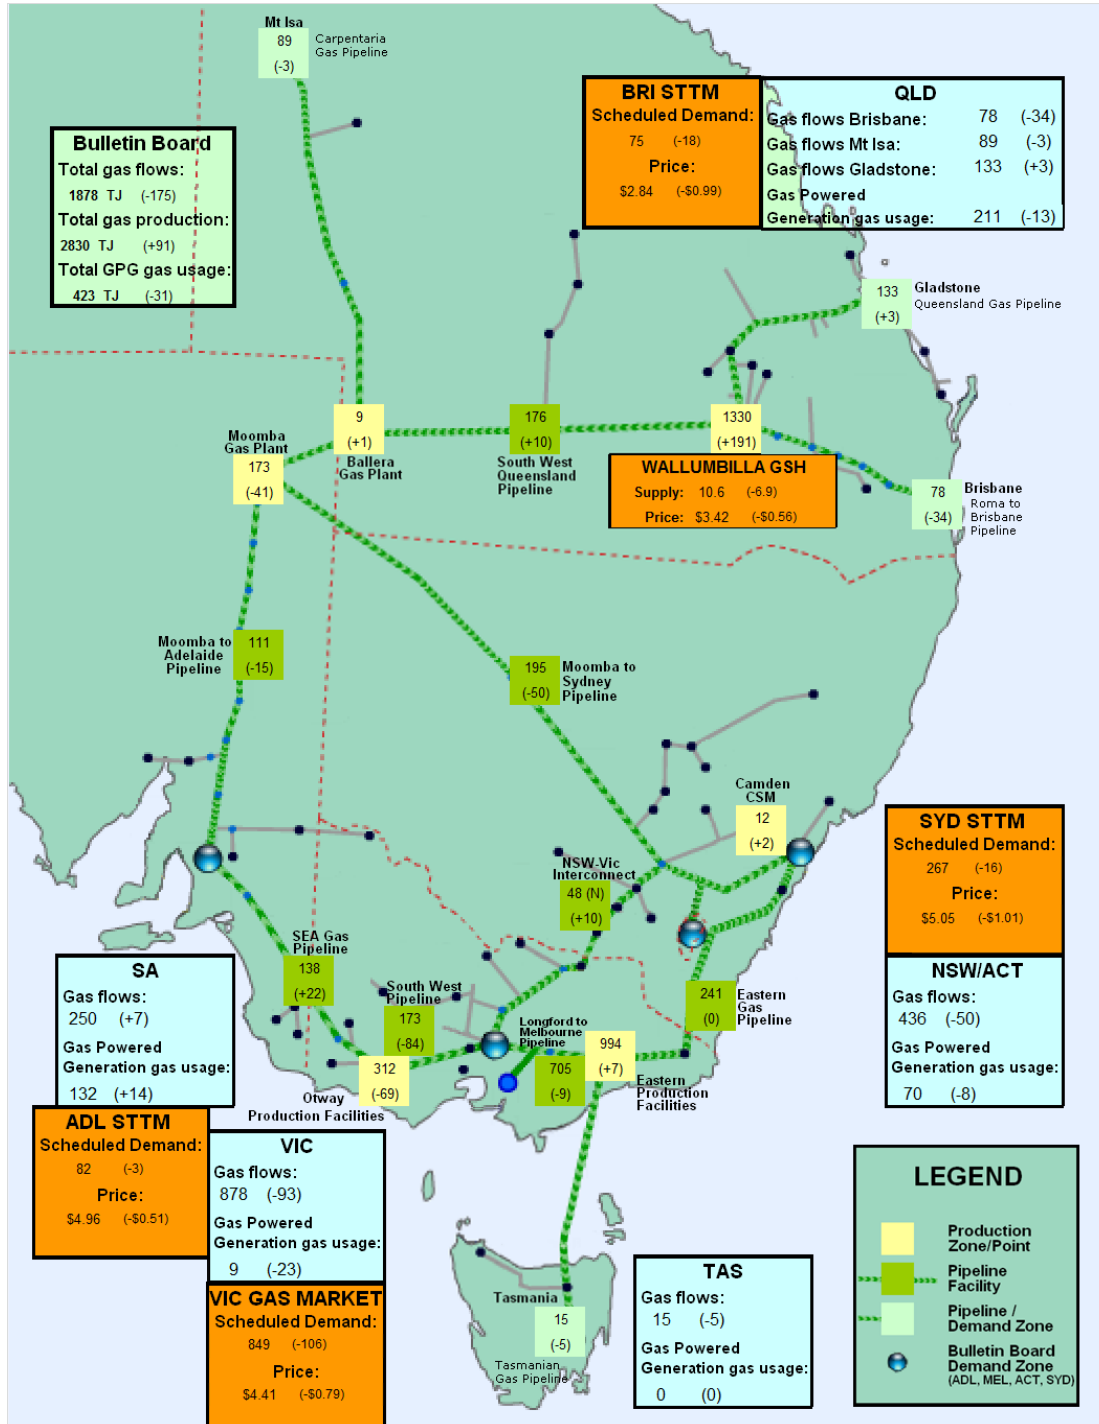 Mt Isa
89
(-3)
Carpentaria
Gas Pipeline
BRI STTM
Scheduled Demand:
75 (-18)
Price:
$2.84 (-$0.99)
QLD
Gas flows Brisbane: 78 (-34)
Gas flows Mt Isa: 89 (-3)
Gas flows Gladstone: 133 (+3)
Gas Powered
Generation gas usage: 211 (-13)
Bulletin Board
Total gas flows:
1878 TJ (-175)
Total gas production:
2830 TJ (+91)
Total GPG gas usage:
423 TJ (-31)
133
(+3)
Gladstone
Queensland Gas Pipeline
9
(+1)
Ballera
Gas Plant
176
(+10)
South West
Queensland
Pipeline
1330
(+191)
Moomba
Gas Plant
173
(-41)
WALLUMBILLA GSH
Supply: 10.6 (-6.9)
Price: $3.42 (-$0.56)
78
(-34)
Brisbane
Roma to
Brisbane
Pipeline
Moomba to
Adelaide
Pipeline
111
(-15)
195
(-50)
Moomba to
Sydney
Pipeline
Camden
CSM
12
(+2)
SYD STTM
Scheduled Demand:
267 (-16)
Price:
$5.05 (-$1.01)
NSW-Vic
Interconnect
48 (N)
(+10)
SEA Gas
Pipeline
138
(+22)
South West
Pipeline
173
(-84)
241
(0)
Eastern
Gas
Pipeline
NSW/ACT
Gas flows:
436 (-50)
Gas Powered
Generation gas usage:
70 (-8)
SA
Gas flows:
250 (+7)
Gas Powered
Generation gas usage:
132 (+14)
Longford to
Melbourne
Pipeline
705
(-9)
994
(+7)
Eastern
Production
Facilities
312
(-69)
Otway
Production Facilities
ADL STTM
Scheduled Demand:
82 (-3)
Price:
$4.96 (-$0.51)
VIC
Gas flows:
878 (-93)
Gas Powered
Generation gas usage:
9 (-23)
VIC GAS MARKET
Scheduled Demand:
849 (-106)
Price:
$4.41 (-$0.79)
Tasmania
15
(-5)
Tasmanian
Gas Pipeline
TAS
Gas flows:
15 (-5)
Gas Powered
Generation gas usage:
0 (0)
LEGEND
Production
Zone/Point
Pipeline
Facility
Pipeline /
Demand Zone
Bulletin Board
Demand Zone
(ADL, MEL, ACT, SYD)